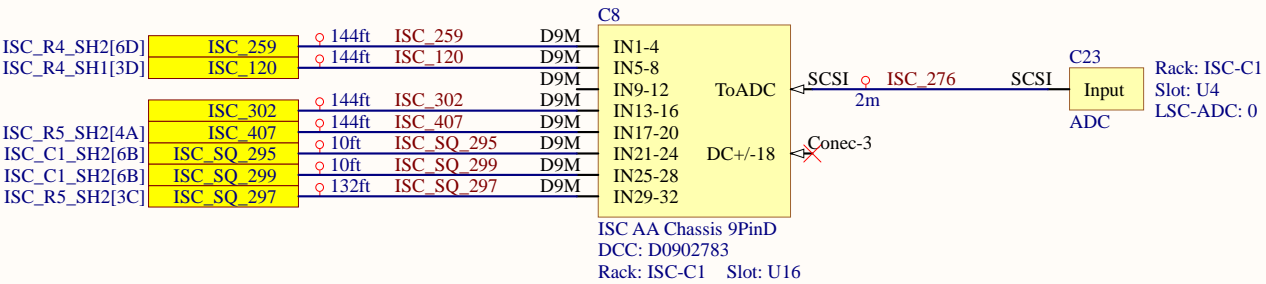 C8
ISC_R4_SH2[6D] ISC_259 144ft ISC_259 D9M IN1-4
ISC_R4_SH1[3D] ISC_120 144ft ISC_120 D9M IN5-8
D9M IN9-12 ToADC SCSI ISC_276 SCSI Input
2m
C23
ADC
Rack: ISC-C1
Slot: U4
LSC-ADC: 0
ISC_302 144ft ISC_302 D9M IN13-16
ISC_R5_SH2[4A] ISC_407 144ft ISC_407 D9M IN17-20
ISC_C1_SH2[6B] ISC_SQ_295 10ft ISC_SQ_295 D9M IN21-24 DC+/-18 Conec-3
ISC_C1_SH2[6B] ISC_SQ_299 10ft ISC_SQ_299 D9M IN25-28
ISC_R5_SH2[3C] ISC_SQ_297 132ft ISC_SQ_297 D9M IN29-32
ISC AA Chassis 9PinD
DCC: D0902783
Rack: ISC-C1 Slot: U16